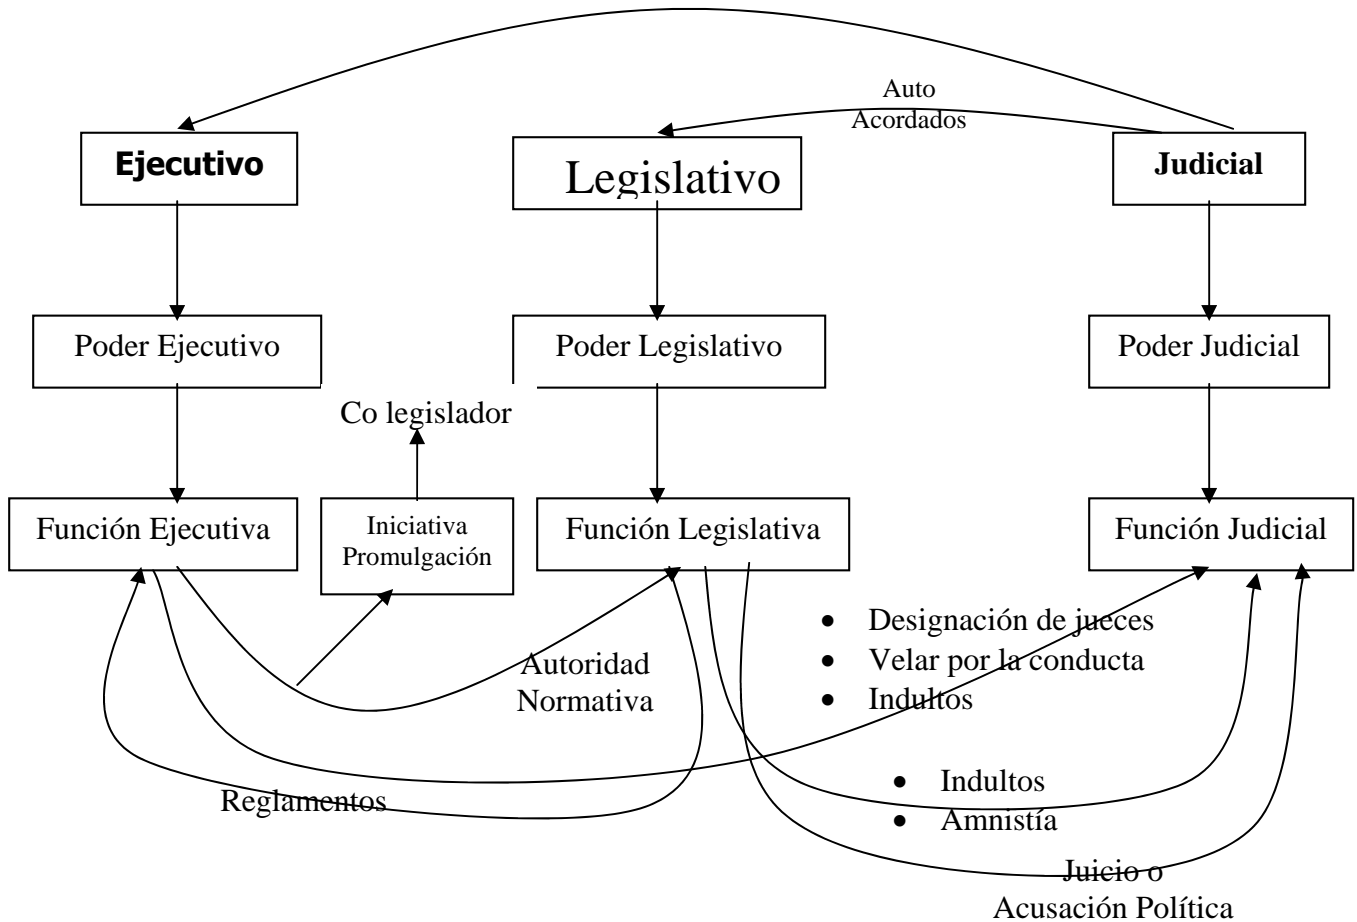 Auto
Acordados
Ejecutivo
Legislativo
Judicial
Poder Ejecutivo
Poder Legislativo
Poder Judicial
Co legislador
Función Ejecutiva
Iniciativa
Promulgación
Función Legislativa
Función Judicial
• Designación de jueces
• Velar por la conducta
• Indultos
Autoridad
Normativa
Reglamentos
• Indultos
• Amnistía
Juicio o
Acusación Política